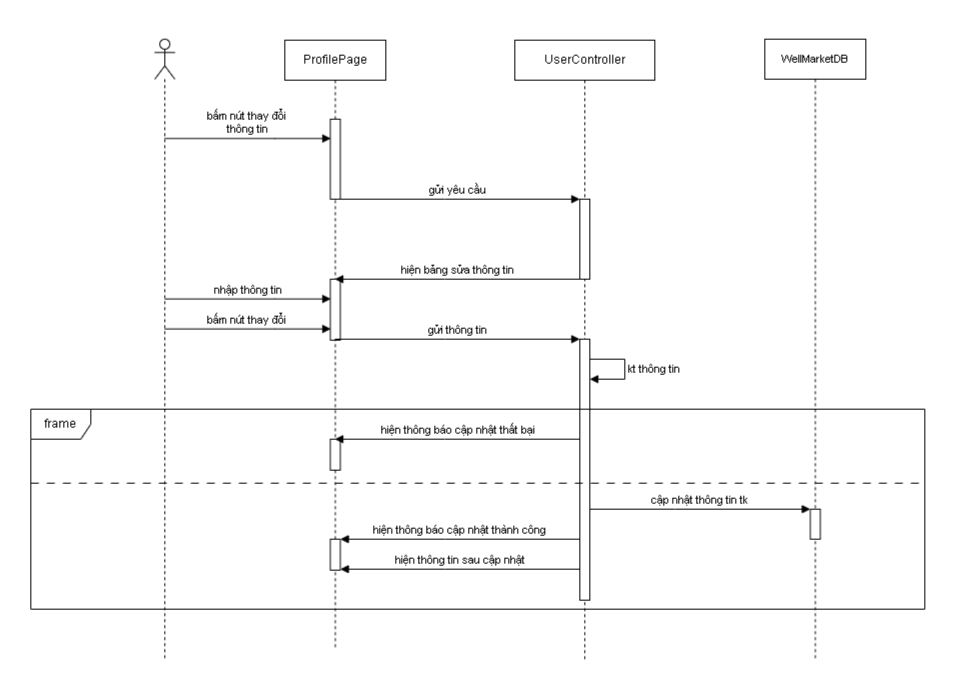 ProfilePage
UserController
WellMarketDB
bấm nút thay đổi
thông tin
gửi yêu cầu
hiện bảng sửa thông tin
nhập thông tin
bấm nút thay đổi
gửi thông tin
kt thông tin
frame
hiện thông báo cập nhật thất bại
cập nhật thông tin tk
hiện thông báo cập nhật thành công
hiện thông tin sau cập nhật